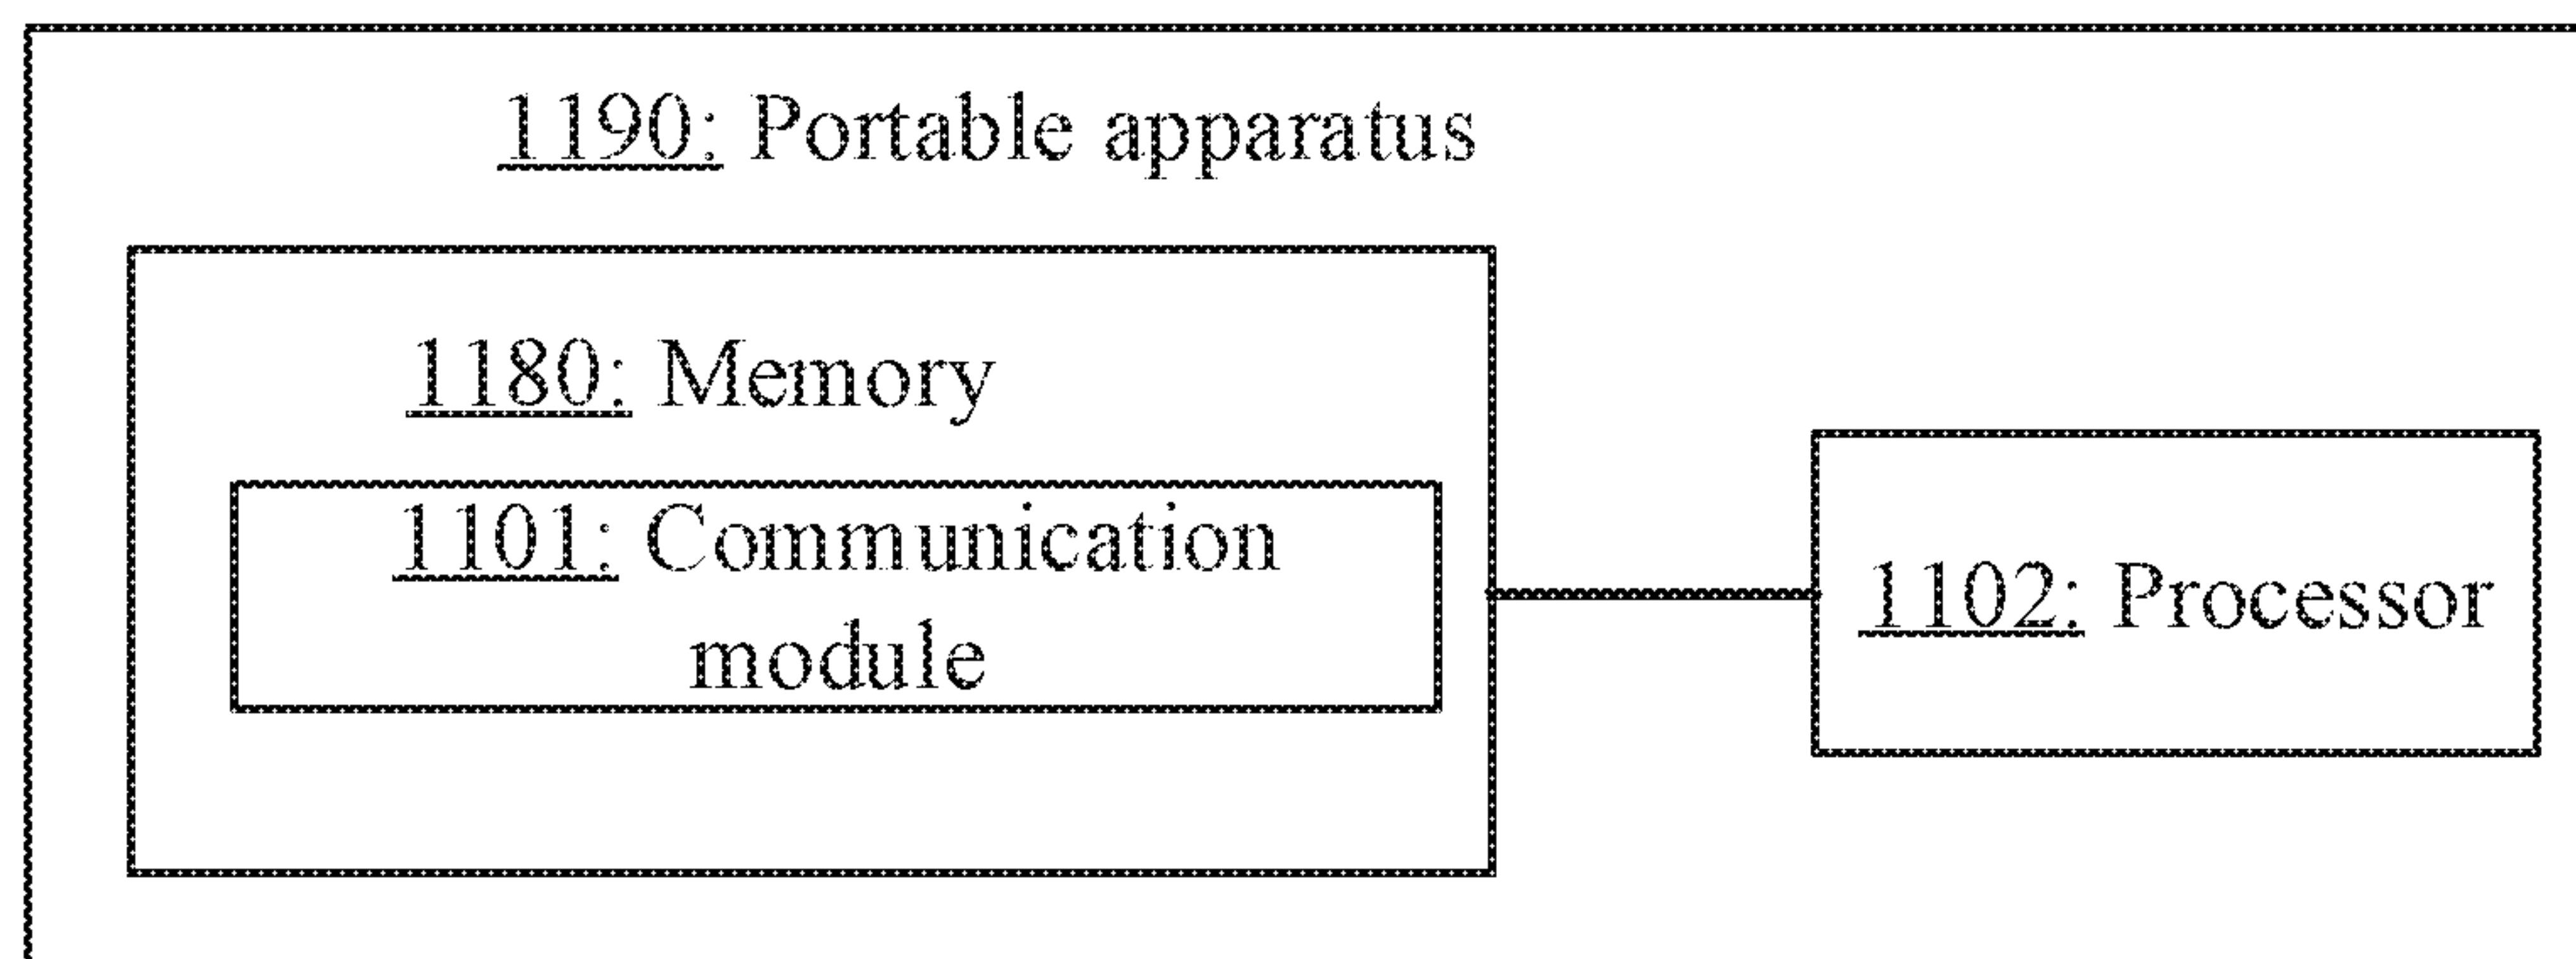 1190: Portable apparatus
1180: Memory
1101: Communication
module
1102: Processor